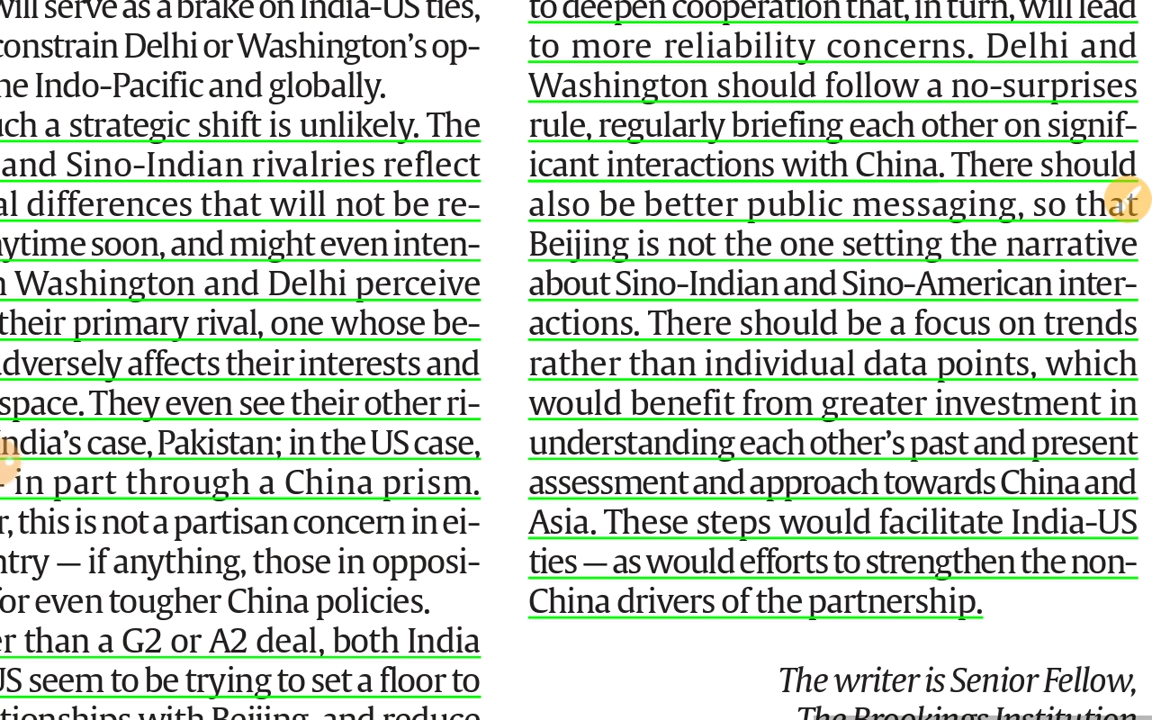 will serve as a brake on India-US ties,
constrain Delhi or Washington's op-
Indo-Pacific and globally.
a strategic shift is unlikely. The
and Sino-Indian rivalries reflect
differences that will not be re-
soon, and might even inten-
Washington and Delhi perceive
their primary rival, one whose be-
adversely affects their interests and
space. They even see their other ri-
India's case, Pakistan; in the US case,
– in part through a China prism.
this is not a partisan concern in ei-
— if anything, those in opposi-
for even tougher China policies.
than a G2 or A2 deal, both India
US seem to be trying to set a floor to
with Beijing, and reduce
to deepen cooperation that, in turn, will lead
to more reliability concerns. Delhi and
Washington should follow a no-surprises
rule, regularly briefing each other on signif-
icant interactions with China. There should
also be better public messaging, so that
Beijing is not the one setting the narrative
about Sino-Indian and Sino-American inter-
actions. There should be a focus on trends
rather than individual data points, which
would benefit from greater investment in
understanding each other's past and present
assessment and approach towards China and
Asia. These steps would facilitate India-US
ties — as would efforts to strengthen the non-
China drivers of the partnership.
The writer is Senior Fellow,
The Brookings Institution